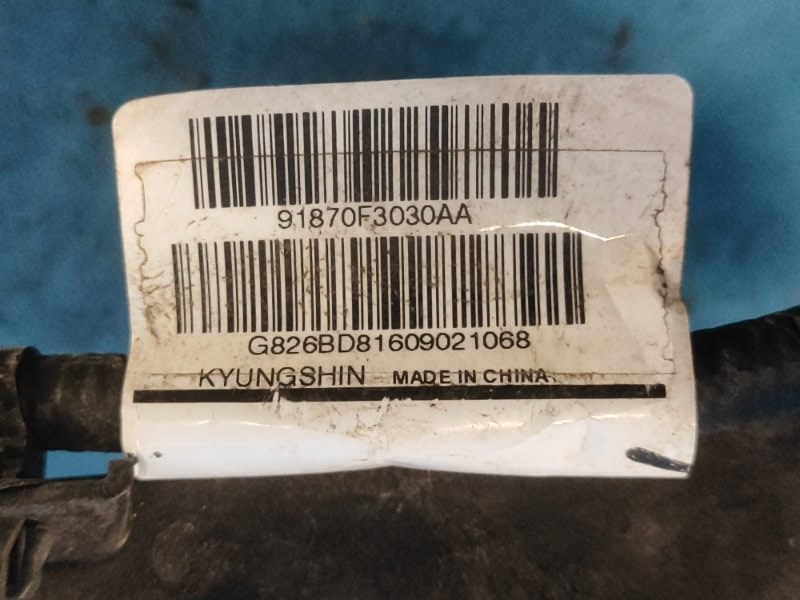 91870F3030AA
G826BD81609021068
KYUNGSHIN MADE IN CHINA